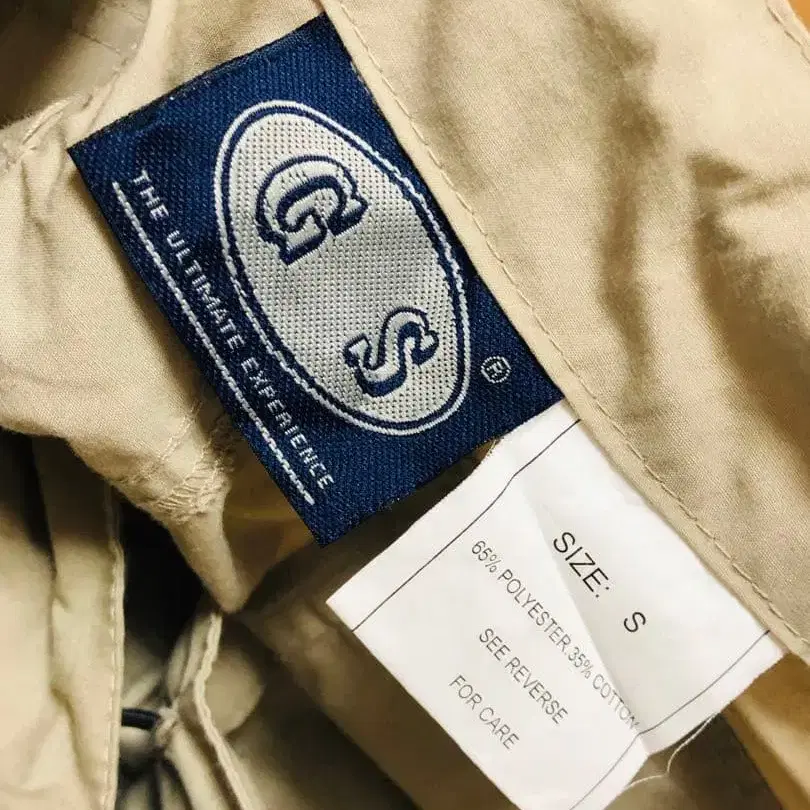 G S ®
THE ULTIMATE EXPERIENCE
SIZE: S
65% POLYESTER.35% COTTON
SEE REVERSE
FOR CARE